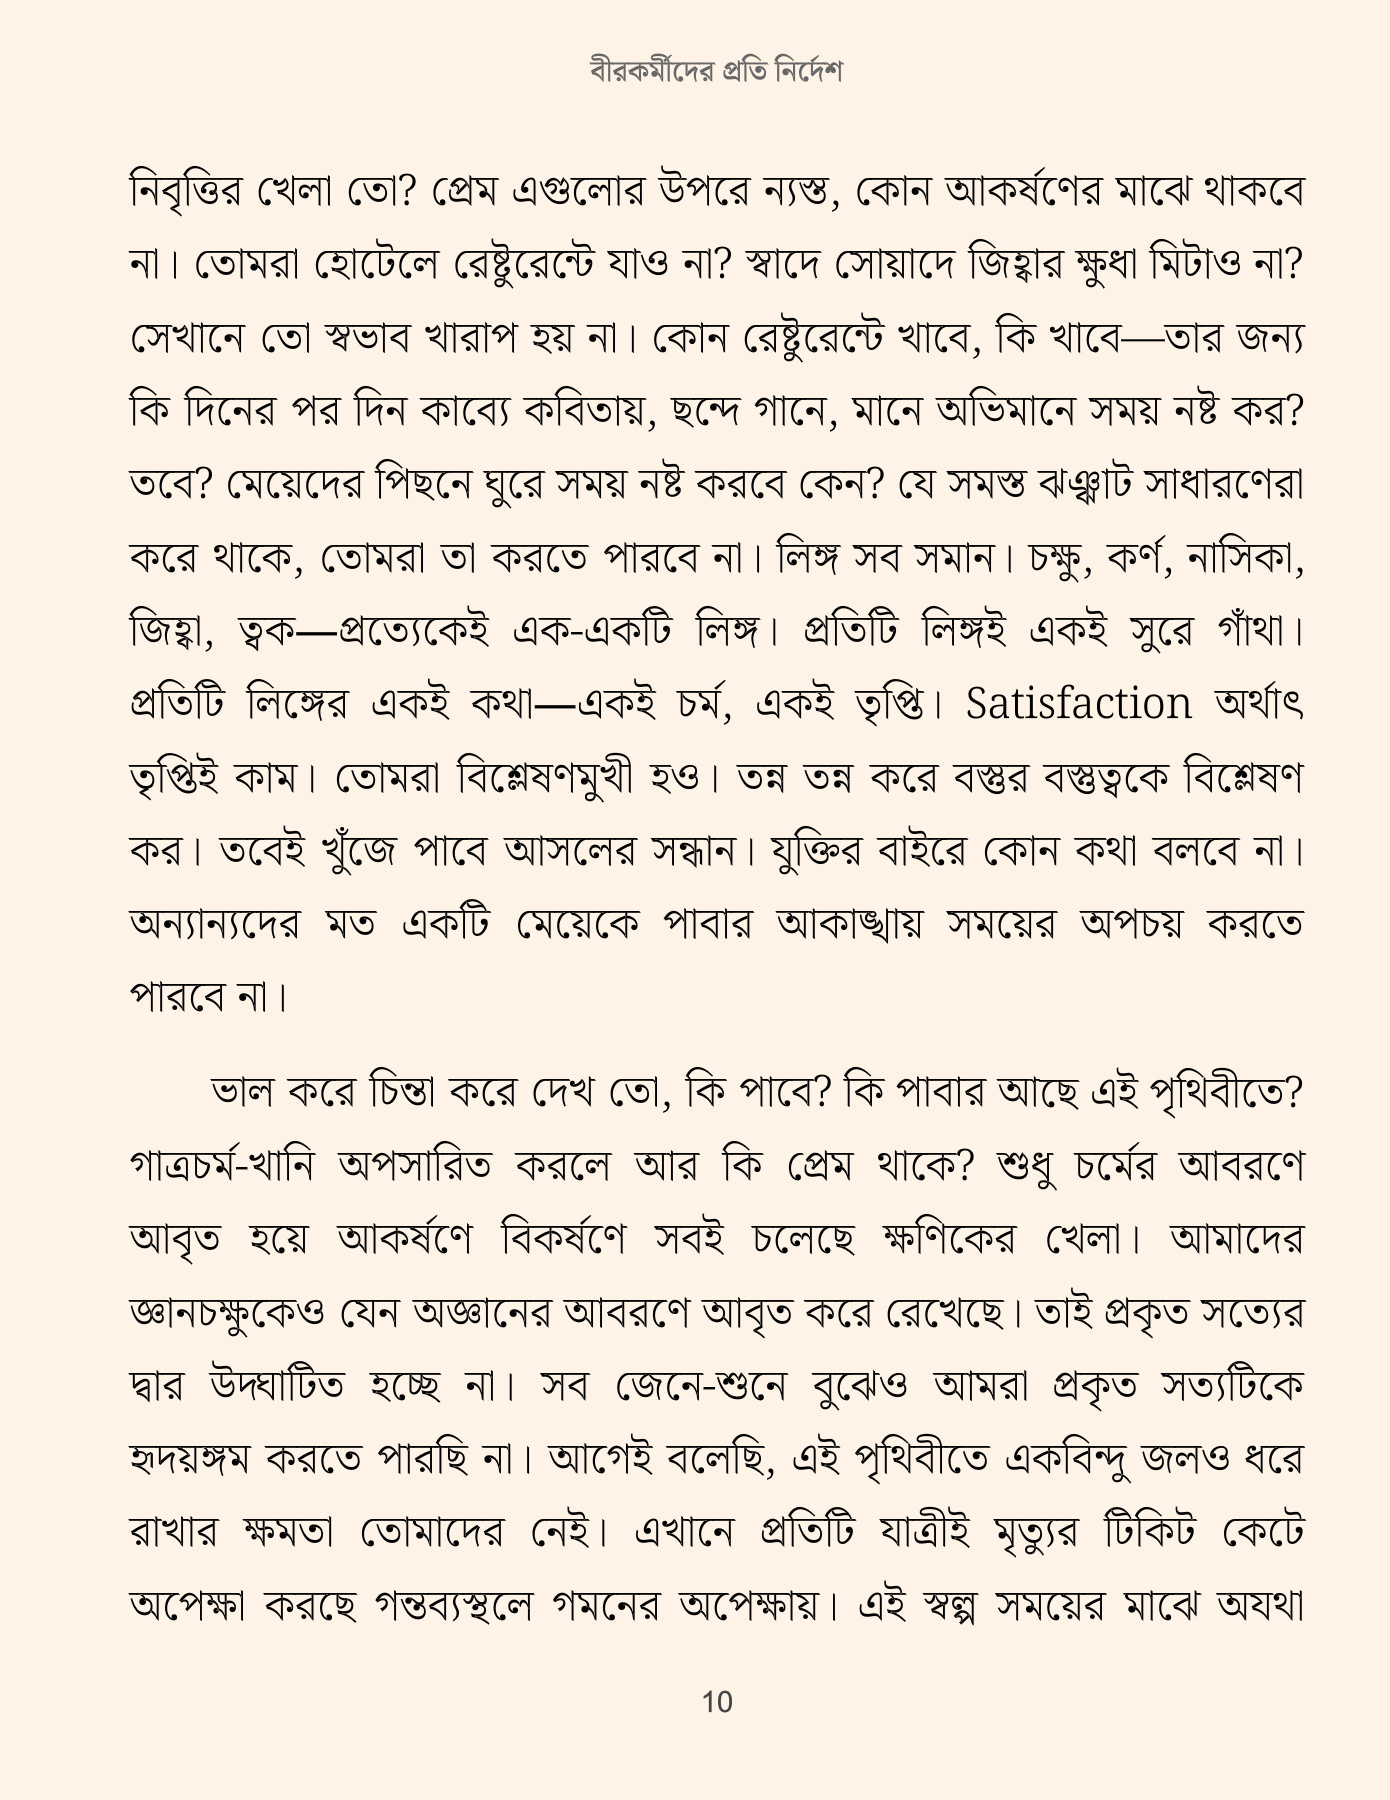 বীরকর্মীদের প্রতি নির্দেশ
নিবৃত্তির খেলা তো? প্রেম এগুলোর উপরে ন্যস্ত, কোন আকর্ষণের মাঝে থাকবে
না। তোমরা হোটেলে রেষ্টুরেন্টে যাও না? স্বাদে সোয়াদে জিহ্বার ক্ষুধা মিটাও না?
সেখানে তো স্বভাব খারাপ হয় না। কোন রেষ্টুরেন্টে খাবে, কি খাবে—তার জন্য
কি দিনের পর দিন কাব্যে কবিতায়, ছন্দে গানে, মানে অভিমানে সময় নষ্ট কর?
তবে? মেয়েদের পিছনে ঘুরে সময় নষ্ট করবে কেন? যে সমস্ত ঝঞ্ঝাট সাধারণেরা
করে থাকে, তোমরা তা করতে পারবে না। লিঙ্গ সব সমান। চক্ষু, কর্ণ, নাসিকা,
জিহ্বা, ত্বক—প্রত্যেকেই এক-একটি লিঙ্গ। প্রতিটি লিঙ্গই একই সুরে গাঁথা।
প্রতিটি লিঙ্গের একই কথা—একই চর্ম, একই তৃপ্তি। Satisfaction অর্থাৎ
তৃপ্তিই কাম। তোমরা বিশ্লেষণমুখী হও। তন্ন তন্ন করে বস্তুর বস্তুত্বকে বিশ্লেষণ
কর। তবেই খুঁজে পাবে আসলের সন্ধান। যুক্তির বাইরে কোন কথা বলবে না।
অন্যান্যদের মত একটি মেয়েকে পাবার আকাঙ্খায় সময়ের অপচয় করতে
পারবে না।
ভাল করে চিন্তা করে দেখ তো, কি পাবে? কি পাবার আছে এই পৃথিবীতে?
গাত্রচর্ম-খানি অপসারিত করলে আর কি প্রেম থাকে? শুধু চর্মের আবরণে
আবৃত হয়ে আকর্ষণে বিকর্ষণে সবই চলেছে ক্ষণিকের খেলা। আমাদের
জ্ঞানচক্ষুকেও যেন অজ্ঞানের আবরণে আবৃত করে রেখেছে। তাই প্রকৃত সত্যের
দ্বার উদ্ঘাটিত হচ্ছে না। সব জেনে-শুনে বুঝেও আমরা প্রকৃত সত্যটিকে
হৃদয়ঙ্গম করতে পারছি না। আগেই বলেছি, এই পৃথিবীতে একবিন্দু জলও ধরে
রাখার ক্ষমতা তোমাদের নেই। এখানে প্রতিটি যাত্রীই মৃত্যুর টিকিট কেটে
অপেক্ষা করছে গন্তব্যস্থলে গমনের অপেক্ষায়। এই স্বল্প সময়ের মাঝে অযথা
10